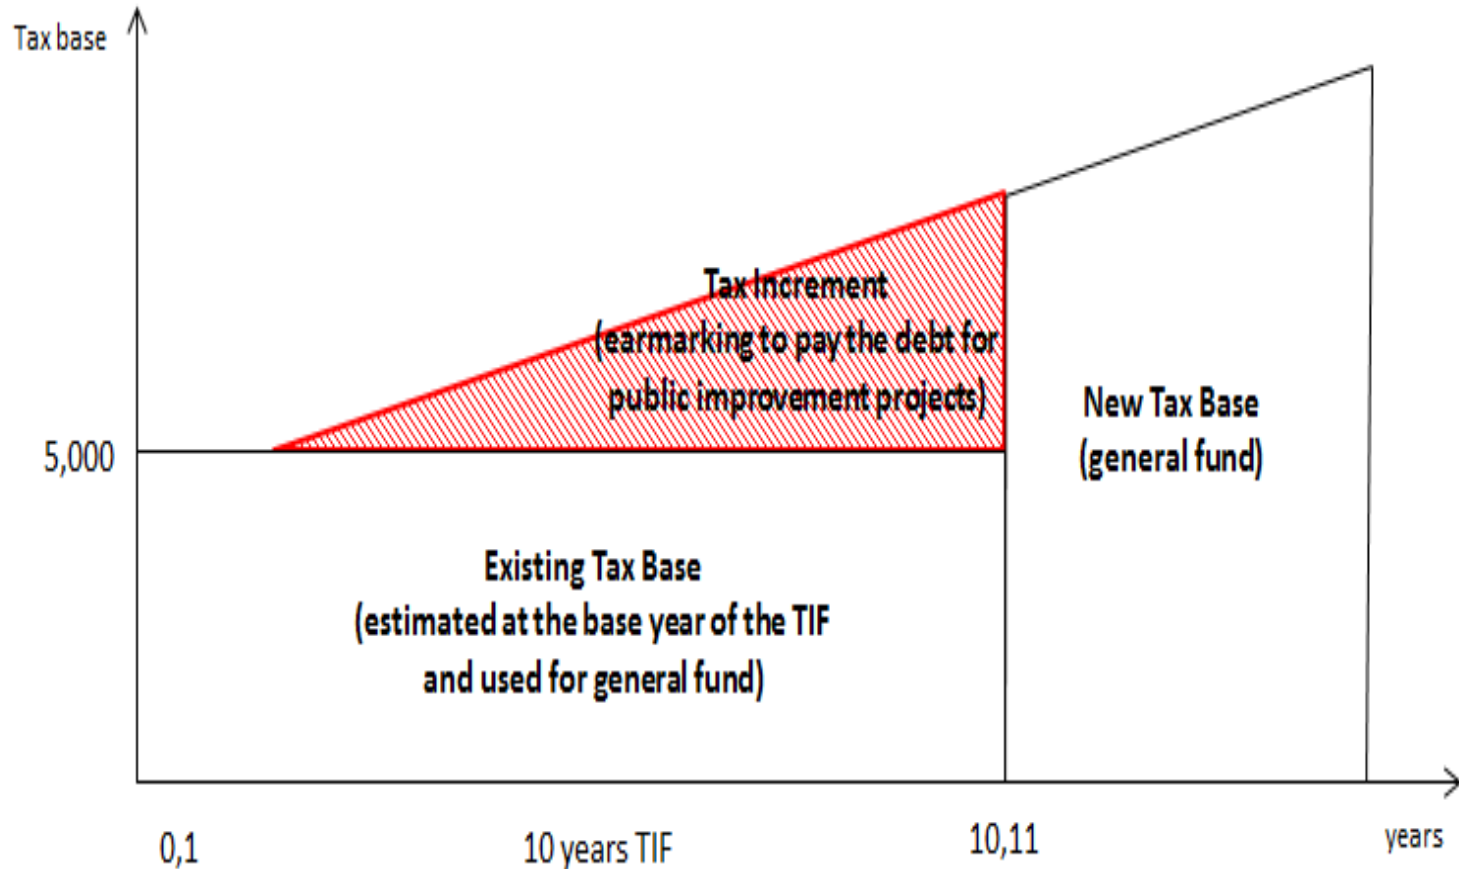 Tax base
Tax Increment
(earmarking to pay the debt for
public improvement projects)
New Tax Base
(general fund)
5,000
Existing Tax Base
(estimated at the base year of the TIF
and used for general fund)
0,1
10 years TIF
10,11
years